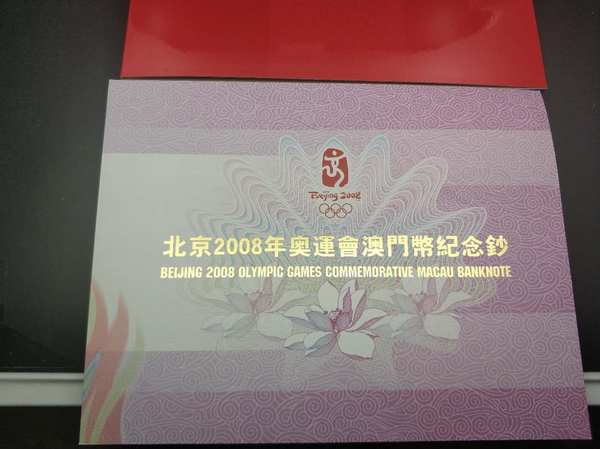 Beijing 2008
北京2008年奧運會澳門幣紀念鈔
BEIJING 2008 OLYMPIC GAMES COMMEMORATIVE MACAU BANKNOTE